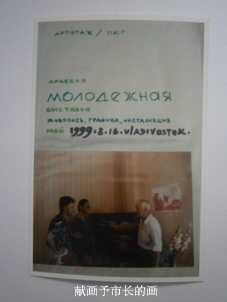 АРТЭТАЖ / ПКГ
КРАЕВАЯ
МОЛОДЕЖНАЯ
ВЫСТАВКА
ЖИВОПИСЬ, ГРАФИКА, ИНСТАЛЯЦИЯ
МАЙ 1999.8.16.VLADIVOSTOK.
献画予市长的画